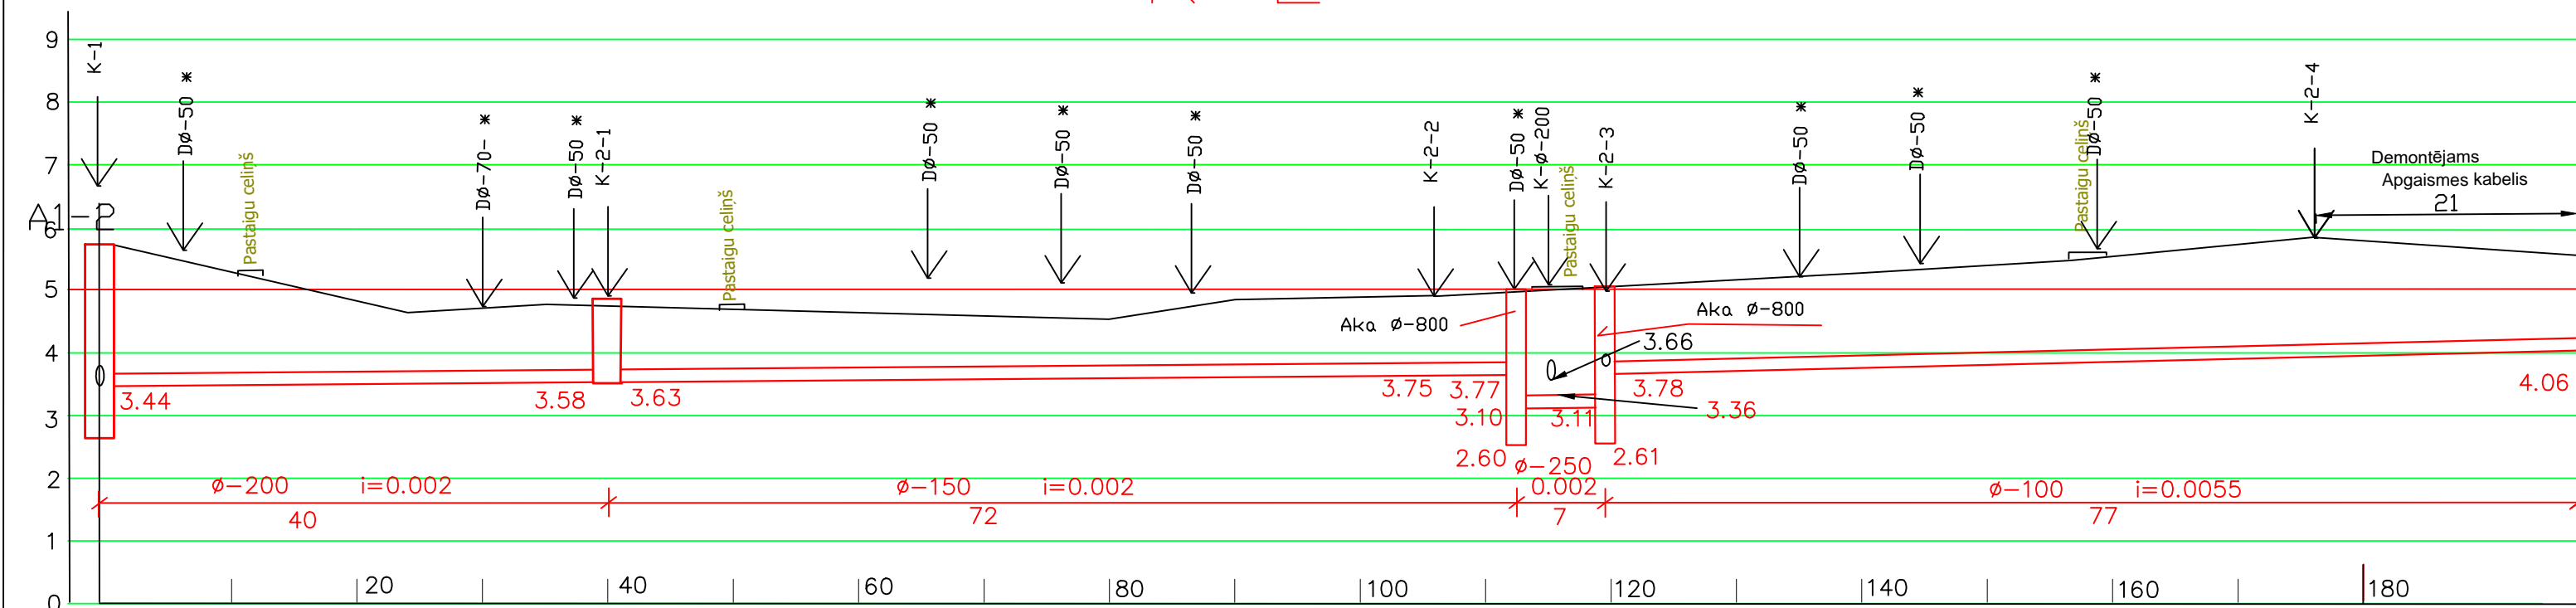 9
8
7
6
5
4
3
2
1
0
A1-2
K-1
Dø-50 *
Pastaigu celiņš
Dø-70- *
Dø-50 *
K-2-1
Pastaigu celiņš
Dø-50 *
Dø-50 *
Dø-50 *
K-2-2
Dø-50 *
K-ø-200
Pastaigu celiņš
K-2-3
Dø-50 *
Dø-50 *
Pastaigu celiņš
Dø-50 *
K-2-4
Demontējams
Apgaismes kabelis
21
Aka ø-800
Aka ø-800
3.66
3.44
3.58
3.63
3.75
3.77
3.78
4.06
3.10
3.11
3.36
2.60
ø-250
2.61
ø-200 i=0.002
40
ø-150 i=0.002
72
0.002
7
ø-100 i=0.0055
77
20 40 60 80 100 120 140 160 180